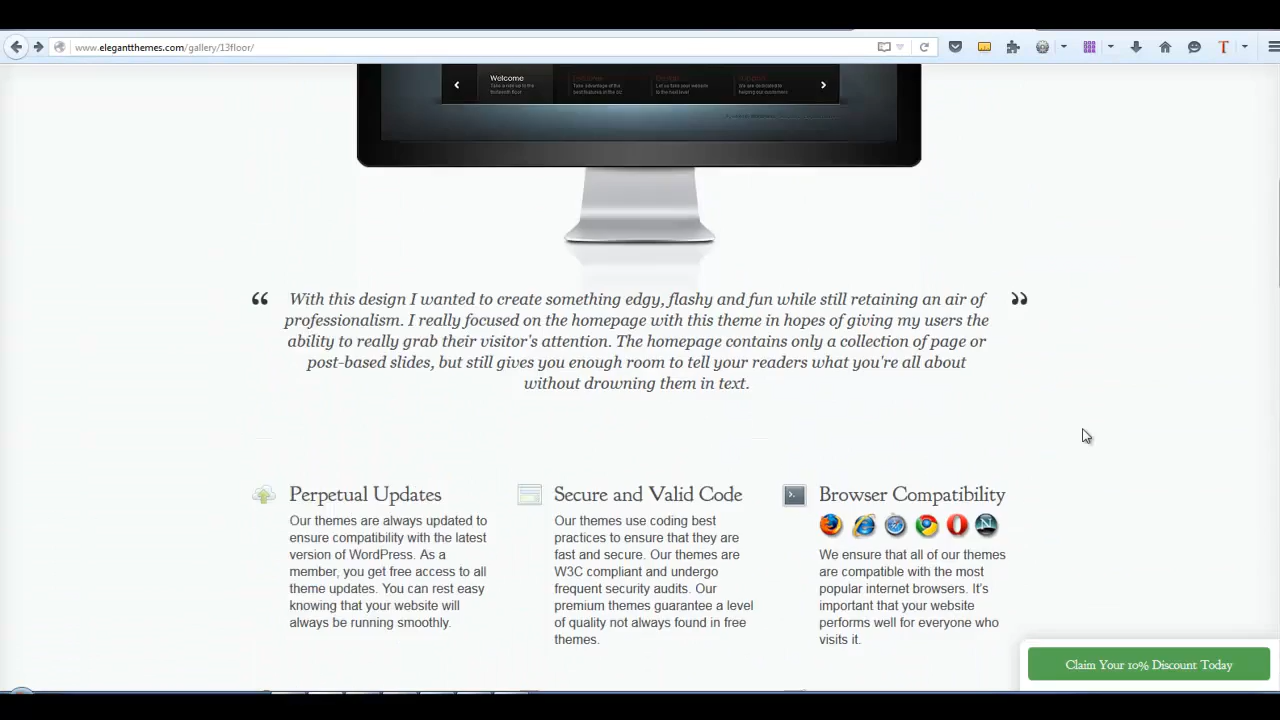 www.elegantthemes.com/gallery/13floor/
T
Welcome
“ With this design I wanted to create something edgy, flashy and fun while still retaining an air of ”
professionalism. I really focused on the homepage with this theme in hopes of giving my users the
ability to really grab their visitor's attention. The homepage contains only a collection of page or
post-based slides, but still gives you enough room to tell your readers what you're all about
without drowning them in text.
Perpetual Updates
Our themes are always updated to
ensure compatibility with the latest
version of WordPress. As a
member, you get free access to all
theme updates. You can rest easy
knowing that your website will
always be running smoothly.
Secure and Valid Code
Our themes use coding best
practices to ensure that they are
fast and secure. Our themes are
W3C compliant and undergo
frequent security audits. Our
premium themes guarantee a level
of quality not always found in free
themes.
Browser Compatibility
We ensure that all of our themes
are compatible with the most
popular internet browsers. It's
important that your website
performs well for everyone who
visits it.
Claim Your 10% Discount Today